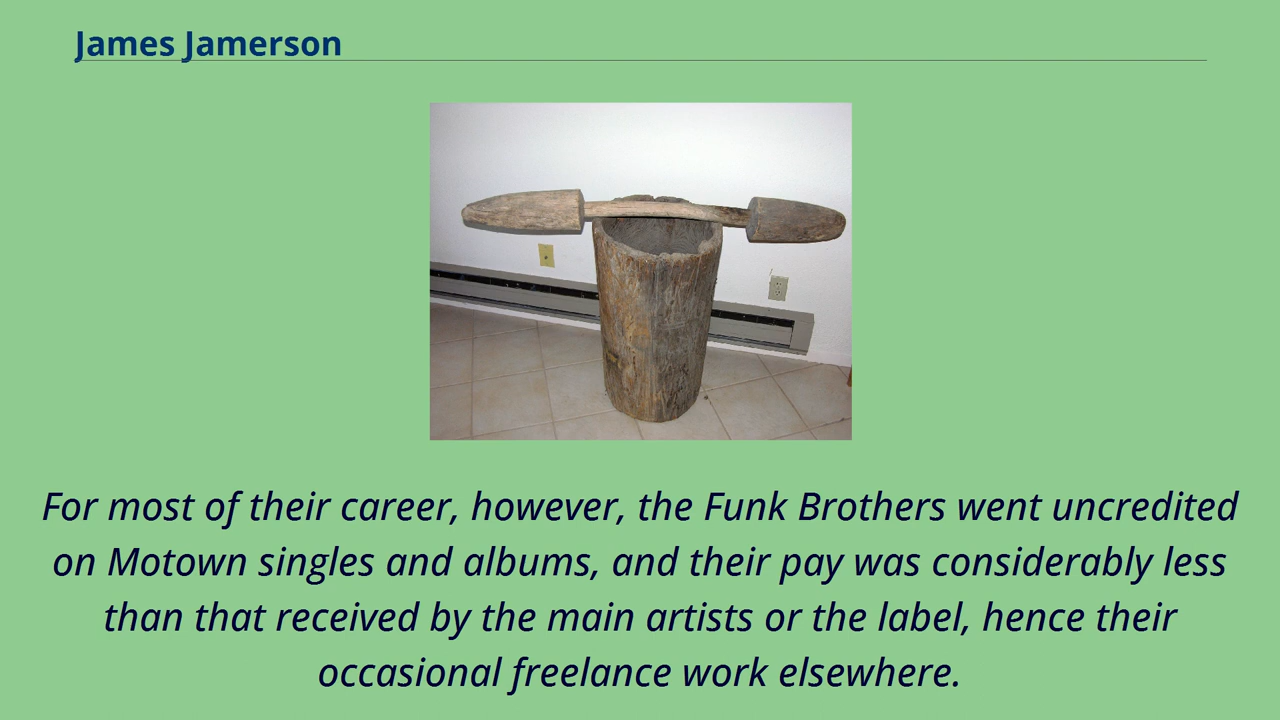 James Jamerson
For most of their career, however, the Funk Brothers went uncredited
on Motown singles and albums, and their pay was considerably less
than that received by the main artists or the label, hence their
occasional freelance work elsewhere.